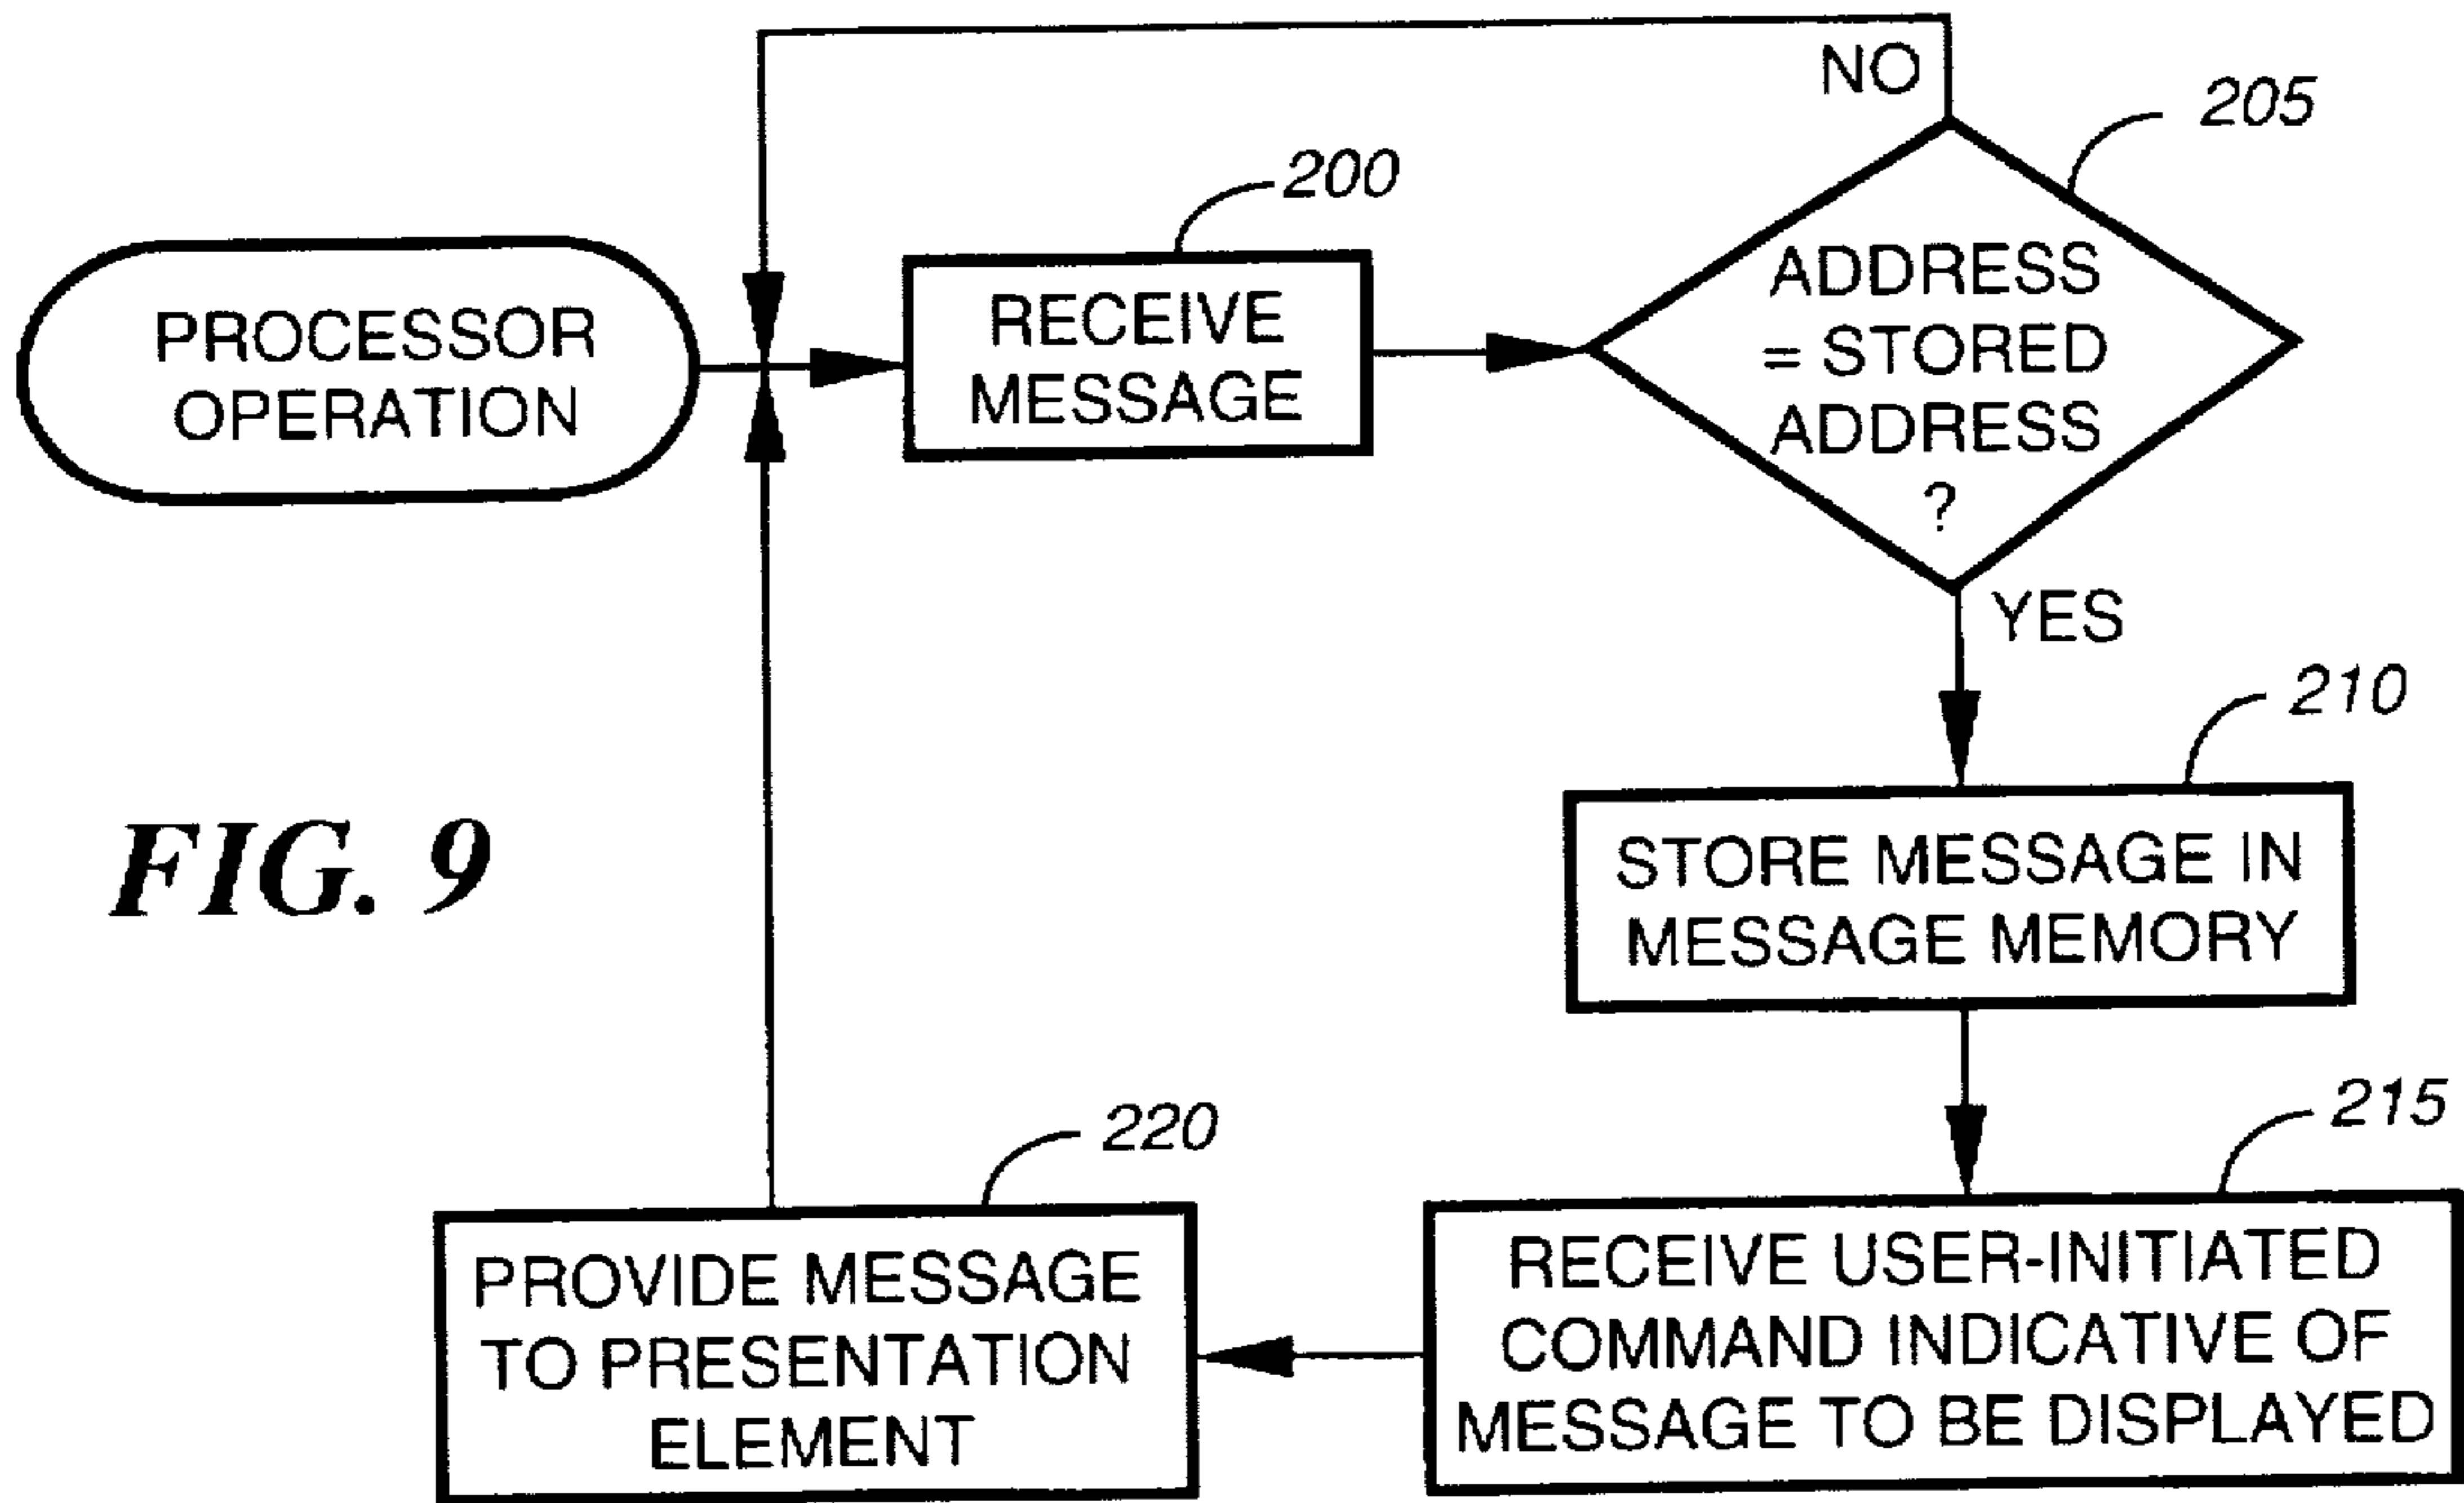 NO
205
200
PROCESSOR
OPERATION
RECEIVE
MESSAGE
ADDRESS
= STORED
ADDRESS
?
YES
210
FIG. 9
STORE MESSAGE IN
MESSAGE MEMORY
215
220
RECEIVE USER-INITIATED
COMMAND INDICATIVE OF
MESSAGE TO BE DISPLAYED
PROVIDE MESSAGE
TO PRESENTATION
ELEMENT